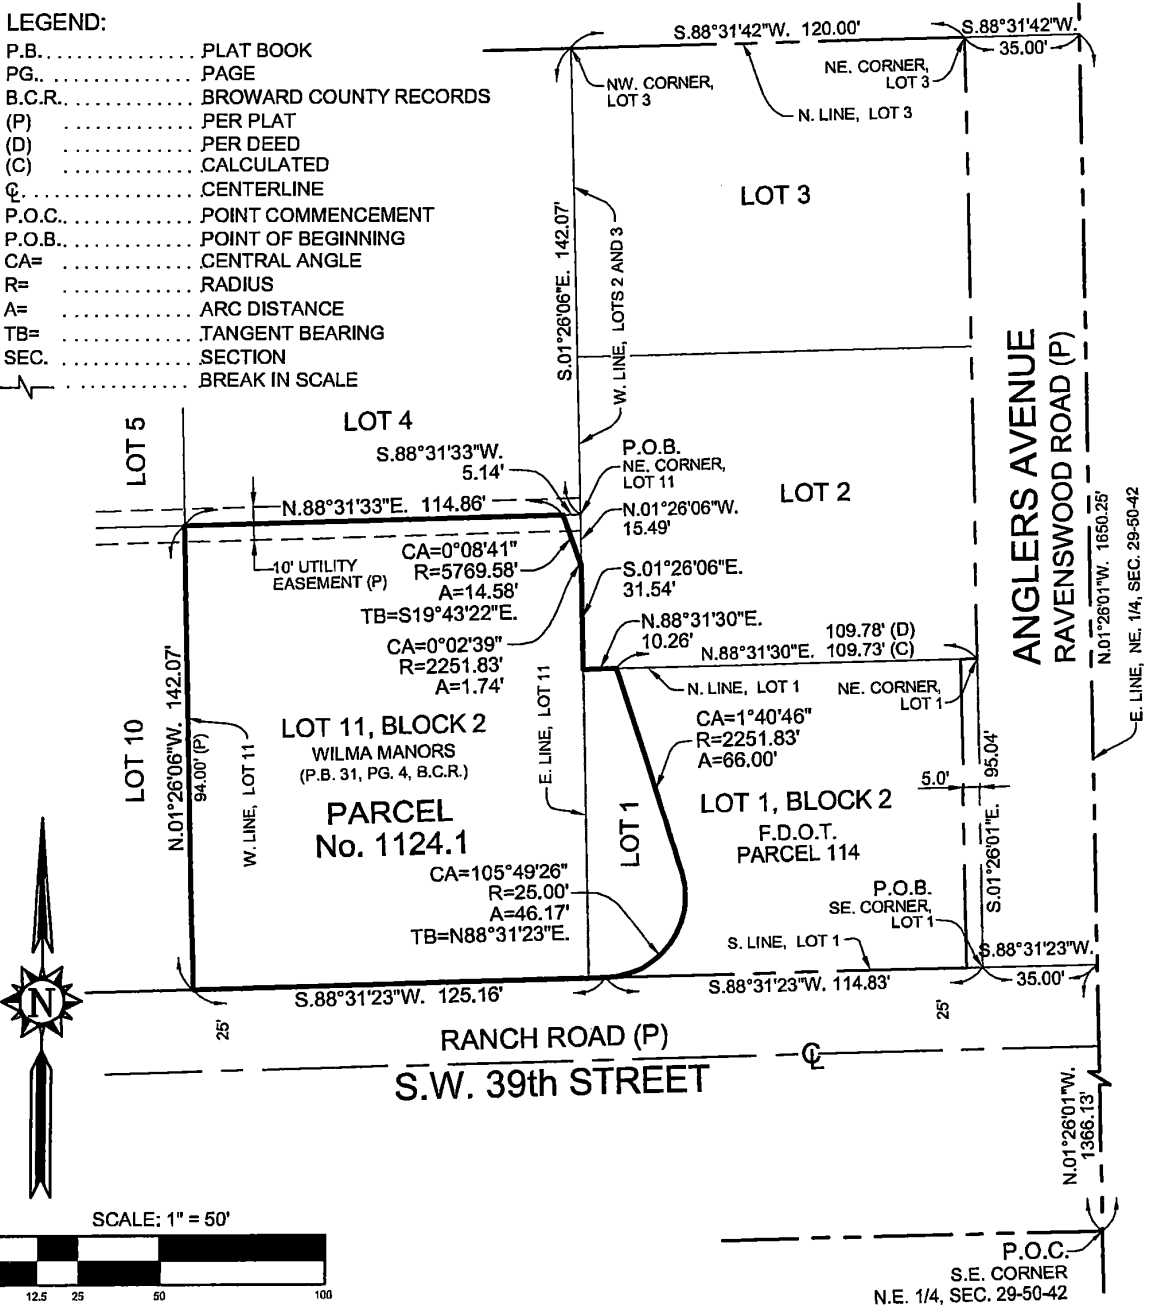 LEGEND:
P.B. . . . . . . . . . . . . . PLAT BOOK
PG. . . . . . . . . . . . . . PAGE
B.C.R. . . . . . . . . . . . . . BROWARD COUNTY RECORDS
(P) . . . . . . . . . . . . . PER PLAT
(D) . . . . . . . . . . . . . PER DEED
(C) . . . . . . . . . . . . . CALCULATED
℄ . . . . . . . . . . . . . CENTERLINE
P.O.C. . . . . . . . . . . . . . POINT COMMENCEMENT
P.O.B. . . . . . . . . . . . . . POINT OF BEGINNING
CA= . . . . . . . . . . . . . CENTRAL ANGLE
R= . . . . . . . . . . . . . RADIUS
A= . . . . . . . . . . . . . ARC DISTANCE
TB= . . . . . . . . . . . . . TANGENT BEARING
SEC. . . . . . . . . . . . . . SECTION
. . . . . . . . . . . . . BREAK IN SCALE
S.88°31'42"W. 120.00'
S.88°31'42"W.
35.00'
NW. CORNER,
LOT 3
NE. CORNER,
LOT 3
N. LINE, LOT 3
LOT 3
S.01°26'06"E. 142.07'
W. LINE, LOTS 2 AND 3
LOT 5
LOT 4
S.88°31'33"W.
5.14'
P.O.B.
NE. CORNER,
LOT 11
LOT 2
N.88°31'33"E. 114.86'
N.01°26'06"W.
15.49'
10' UTILITY
EASEMENT (P)
CA=0°08'41"
R=5769.58'
A=14.58'
TB=S19°43'22"E.
S.01°26'06"E.
31.54'
CA=0°02'39"
R=2251.83'
A=1.74'
N.88°31'30"E.
10.26'
109.78' (D)
N.88°31'30"E. 109.73' (C)
N. LINE, LOT 1
NE. CORNER,
LOT 1
ANGLERS AVENUE
RAVENSWOOD ROAD (P)
N.01°26'01"W. 1650.25'
E. LINE, NE. 1/4, SEC. 29-50-42
LOT 10
N.01°26'06"W. 142.07'
94.00' (P)
W. LINE, LOT 11
LOT 11, BLOCK 2
WILMA MANORS
(P.B. 31, PG. 4, B.C.R.)
PARCEL
No. 1124.1
E. LINE, LOT 11
CA=1°40'46"
R=2251.83'
A=66.00'
LOT 1
LOT 1, BLOCK 2
F.D.O.T.
PARCEL 114
5.0'
95.04'
S.01°26'01"E.
CA=105°49'26"
R=25.00'
A=46.17'
TB=N88°31'23"E.
P.O.B.
SE. CORNER,
LOT 1
S. LINE, LOT 1
S.88°31'23"W.
35.00'
S.88°31'23"W. 125.16'
S.88°31'23"W. 114.83'
25'
25'
N
RANCH ROAD (P)
℄
S.W. 39th STREET
N.01°26'01"W.
1366.13'
SCALE: 1" = 50'
12.5 25 50 100
P.O.C.
S.E. CORNER
N.E. 1/4, SEC. 29-50-42